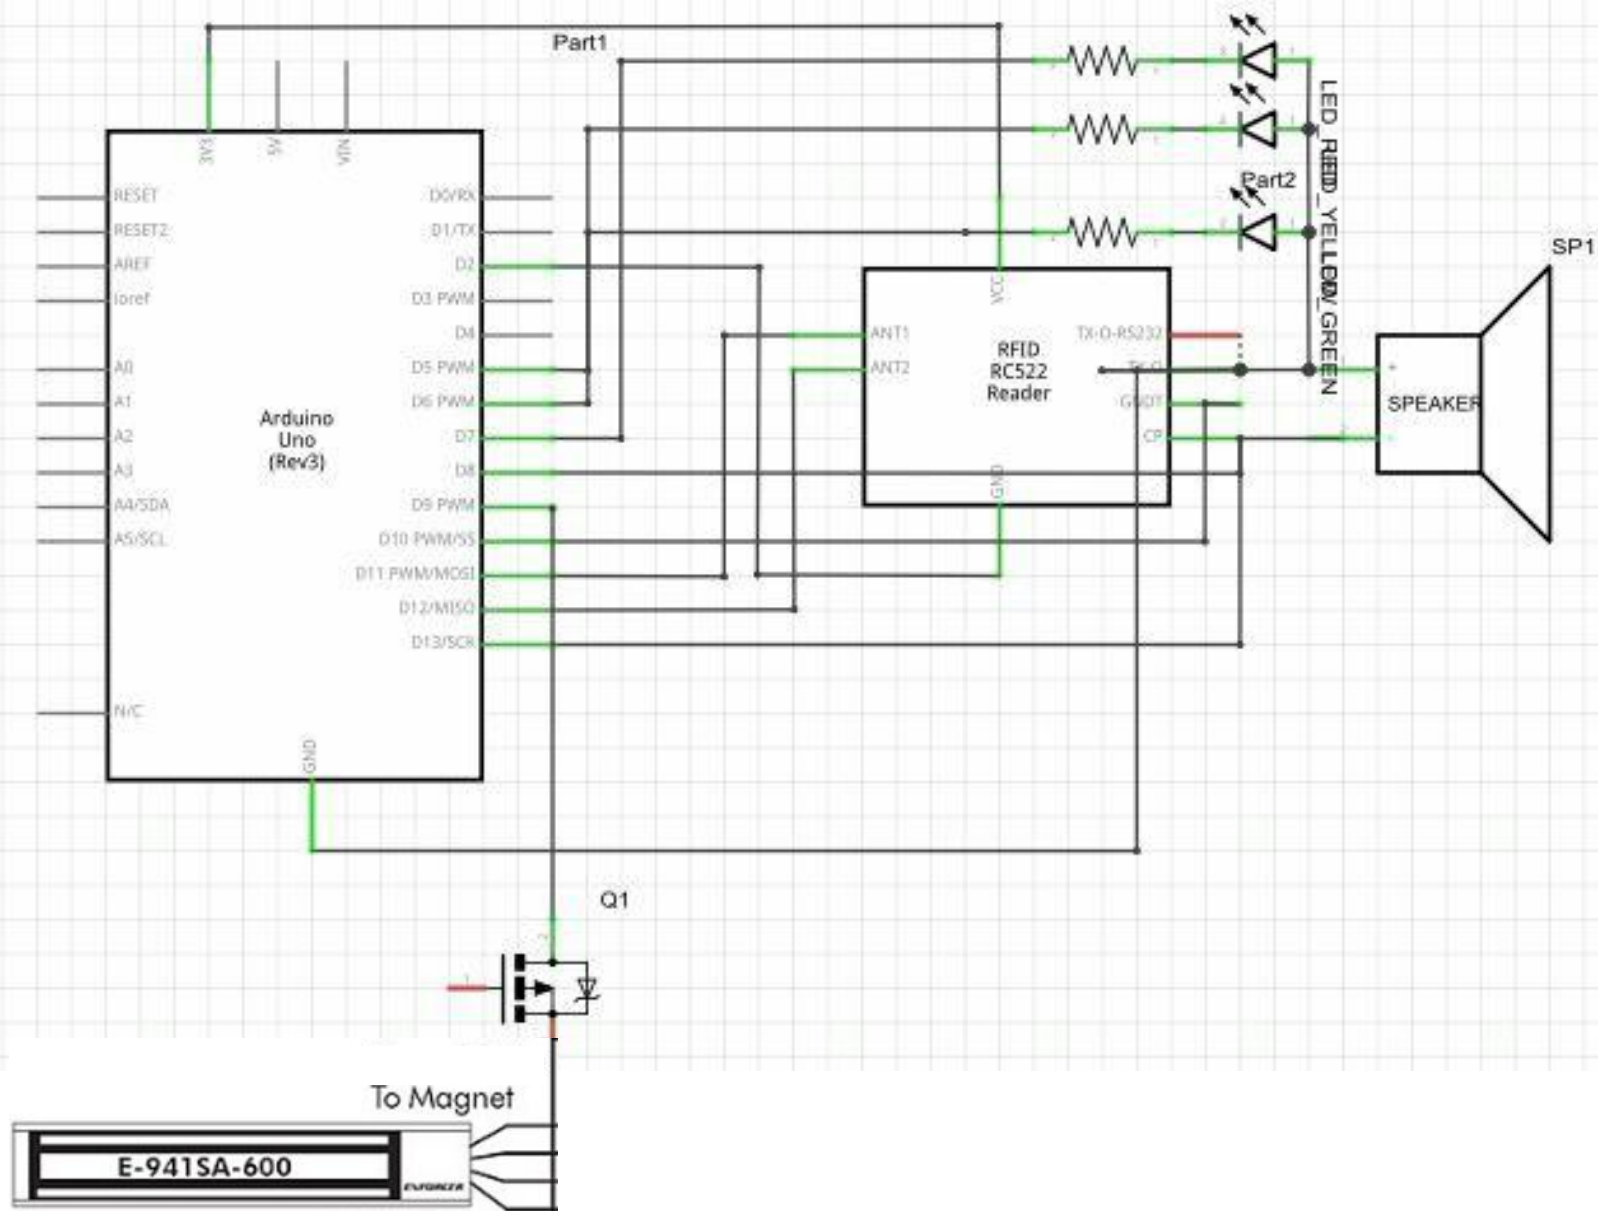 Part1
3V3
5V
VIN
RESET
RESET2
AREF
ioref
A0
A1
A2
A3
A4/SDA
A5/SCL
N/C
Arduino
Uno
(Rev3)
D0/RX
D1/TX
D2
D3 PWM
D4
D5 PWM
D6 PWM
D7
D8
D9 PWM
D10 PWM/SS
D11 PWM/MOSI
D12/MISO
D13/SCK
GND
Part2
VCC
ANT1
ANT2
RFID
RC522
Reader
TX-O-RS232
CP
GND
SP1
SPEAKER
Q1
2
1
To Magnet
E-941SA-600
ENFORCER